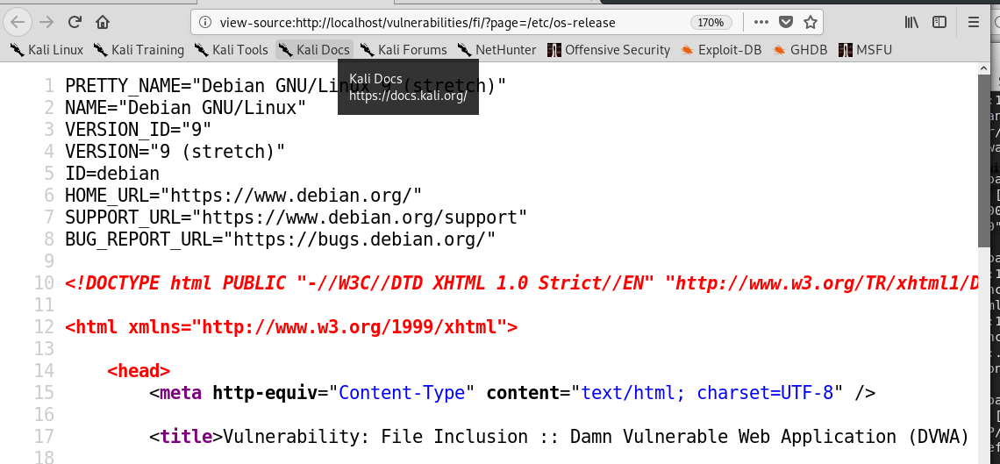 view-source:http://localhost/vulnerabilities/fi/?page=/etc/os-release 170%
Kali Linux Kali Training Kali Tools Kali Docs Kali Forums NetHunter Offensive Security Exploit-DB GHDB MSFU
Kali Docs
https://docs.kali.org/
1 PRETTY_NAME="Debian GNU/Linux 9 (stretch)"
2 NAME="Debian GNU/Linux"
3 VERSION_ID="9"
4 VERSION="9 (stretch)"
5 ID=debian
6 HOME_URL="https://www.debian.org/"
7 SUPPORT_URL="https://www.debian.org/support"
8 BUG_REPORT_URL="https://bugs.debian.org/"
9
10 <!DOCTYPE html PUBLIC "-//W3C//DTD XHTML 1.0 Strict//EN" "http://www.w3.org/TR/xhtml1/D
11
12 <html xmlns="http://www.w3.org/1999/xhtml">
13
14 <head>
15 <meta http-equiv="Content-Type" content="text/html; charset=UTF-8" />
16
17 <title>Vulnerability: File Inclusion :: Damn Vulnerable Web Application (DVWA)
18